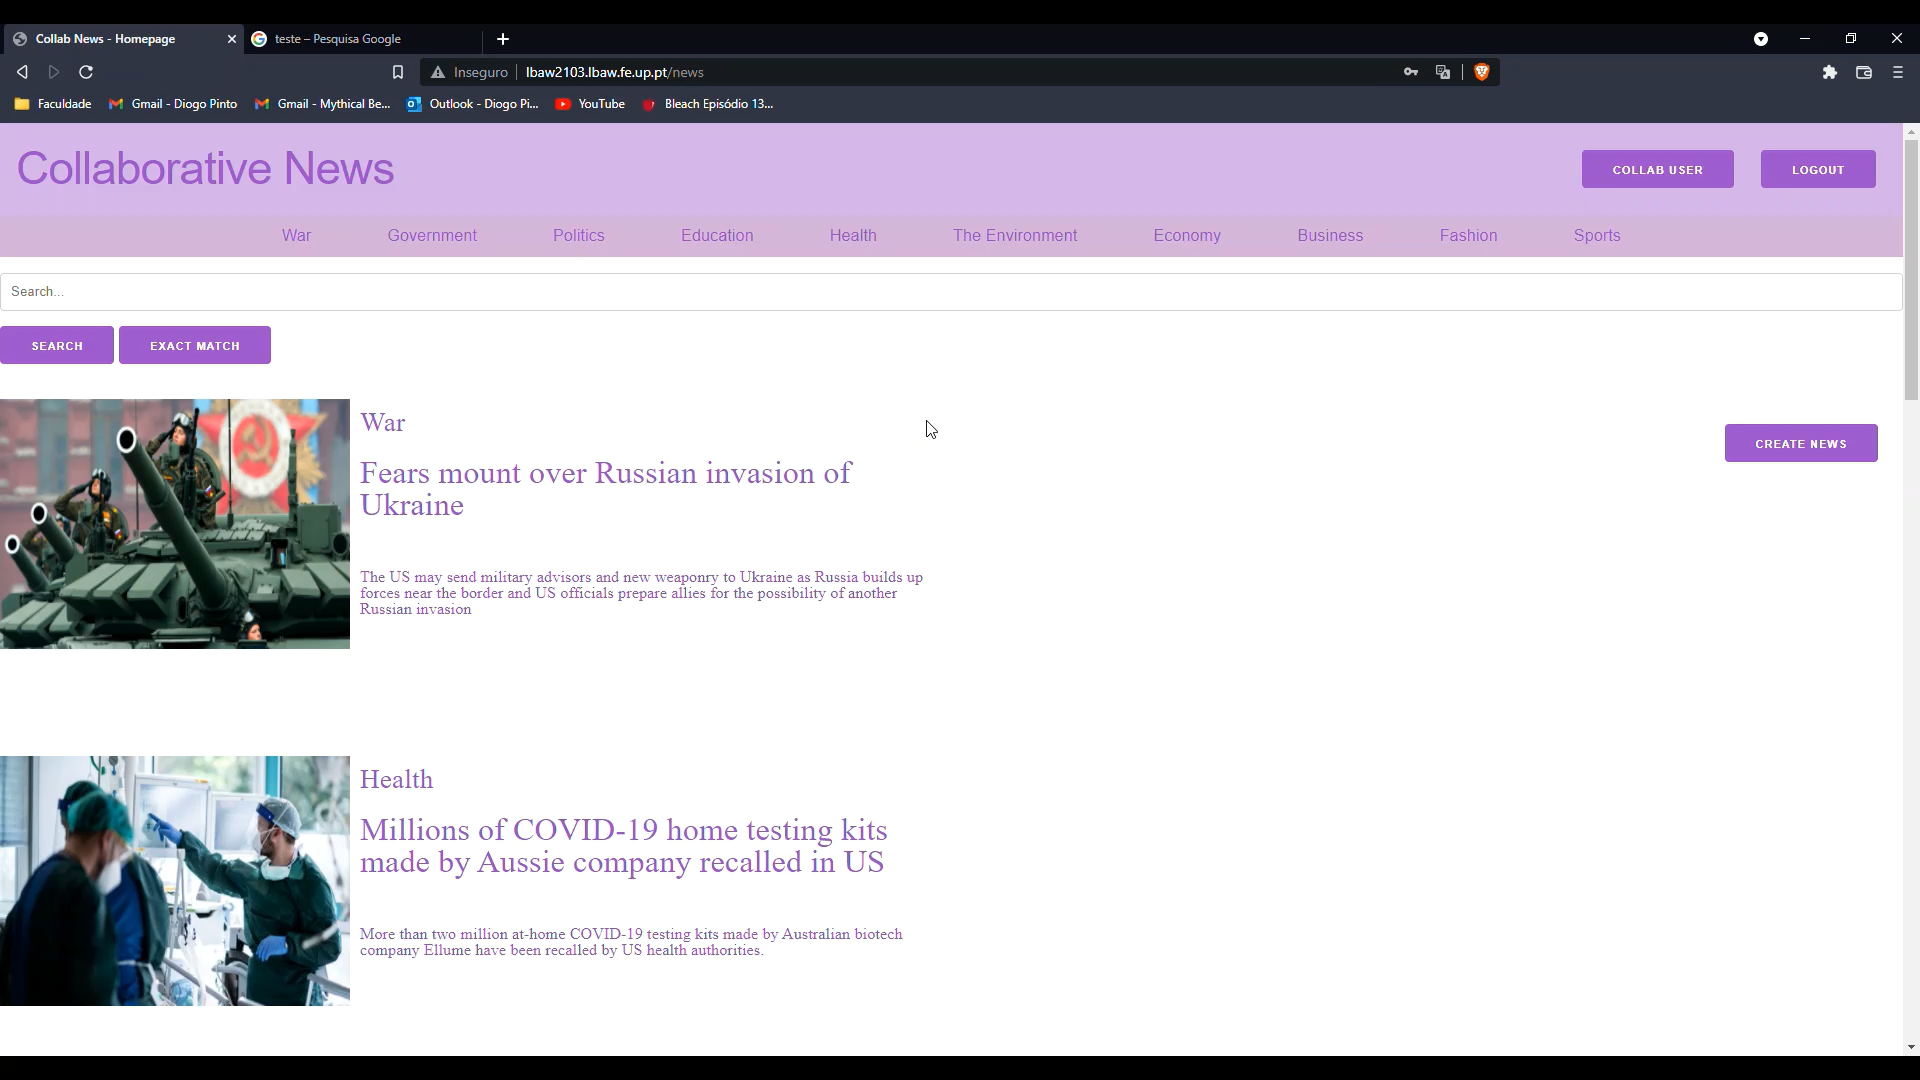 Collab News - Homepage
teste – Pesquisa Google
Inseguro
lbaw2103.lbaw.fe.up.pt/news
Faculdade
Gmail - Diogo Pinto
Gmail - Mythical Be...
Outlook - Diogo Pi...
YouTube
Bleach Episódio 13...
Collaborative News
COLLAB USER
LOGOUT
War
Government
Politics
Education
Health
The Environment
Economy
Business
Fashion
Sports
Search...
SEARCH
EXACT MATCH
War
CREATE NEWS
Fears mount over Russian invasion of
Ukraine
The US may send military advisors and new weaponry to Ukraine as Russia builds up
forces near the border and US officials prepare allies for the possibility of another
Russian invasion
Health
Millions of COVID-19 home testing kits
made by Aussie company recalled in US
More than two million at-home COVID-19 testing kits made by Australian biotech
company Ellume have been recalled by US health authorities.